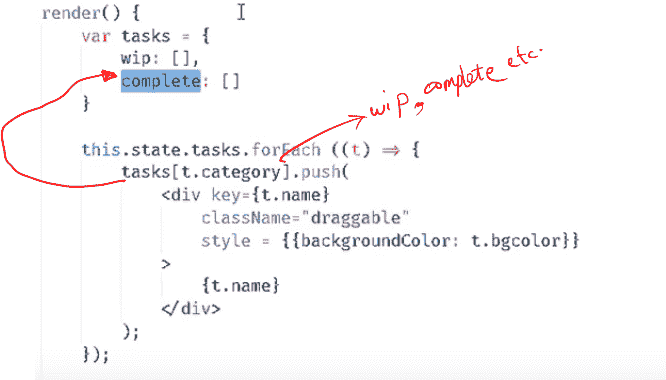 render() {
var tasks = {
wip: [],
complete: []
}
wip, complete etc.
this.state.tasks.forEach ((t) ⇒ {
tasks[t.category].push(
<div key={t.name}
className="draggable"
style = {{backgroundColor: t.bgcolor}}
>
{t.name}
</div>
);
});